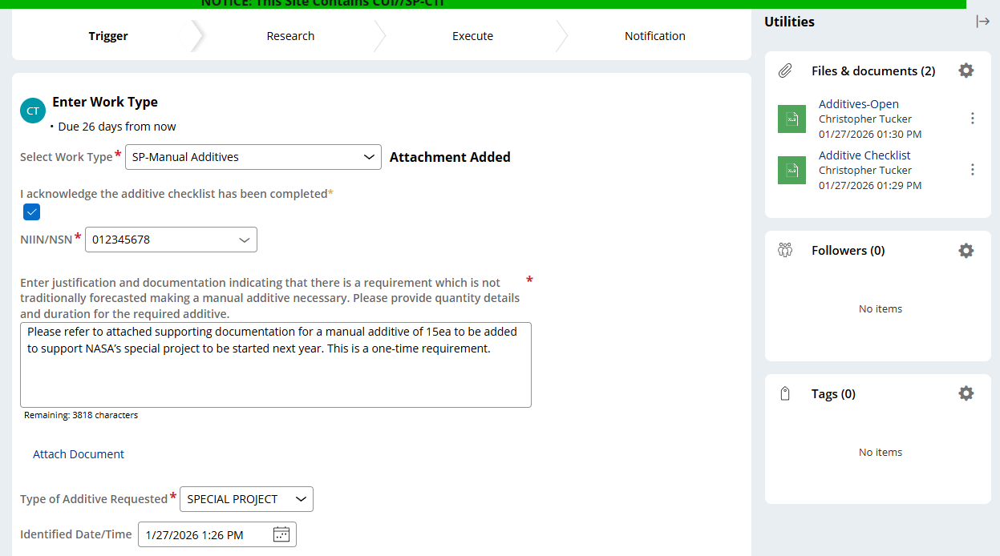 NOTICE: This Site Contains CUI//SP-CTI
Trigger
Research
Execute
Notification
CT
Enter Work Type
• Due 26 days from now
Select Work Type*
SP-Manual Additives
Attachment Added
I acknowledge the additive checklist has been completed*
NIIN/NSN*
012345678
Enter justification and documentation indicating that there is a requirement which is not *
traditionally forecasted making a manual additive necessary. Please provide quantity details
and duration for the required additive.
Please refer to attached supporting documentation for a manual additive of 15ea to be added
to support NASA's special project to be started next year. This is a one-time requirement.
Remaining: 3818 characters
Attach Document
Type of Additive Requested*
SPECIAL PROJECT
Identified Date/Time
1/27/2026 1:26 PM
Utilities
Files & documents (2)
XLS
Additives-Open
Christopher Tucker
01/27/2026 01:30 PM
XLS
Additive Checklist
Christopher Tucker
01/27/2026 01:29 PM
Followers (0)
No items
Tags (0)
No items